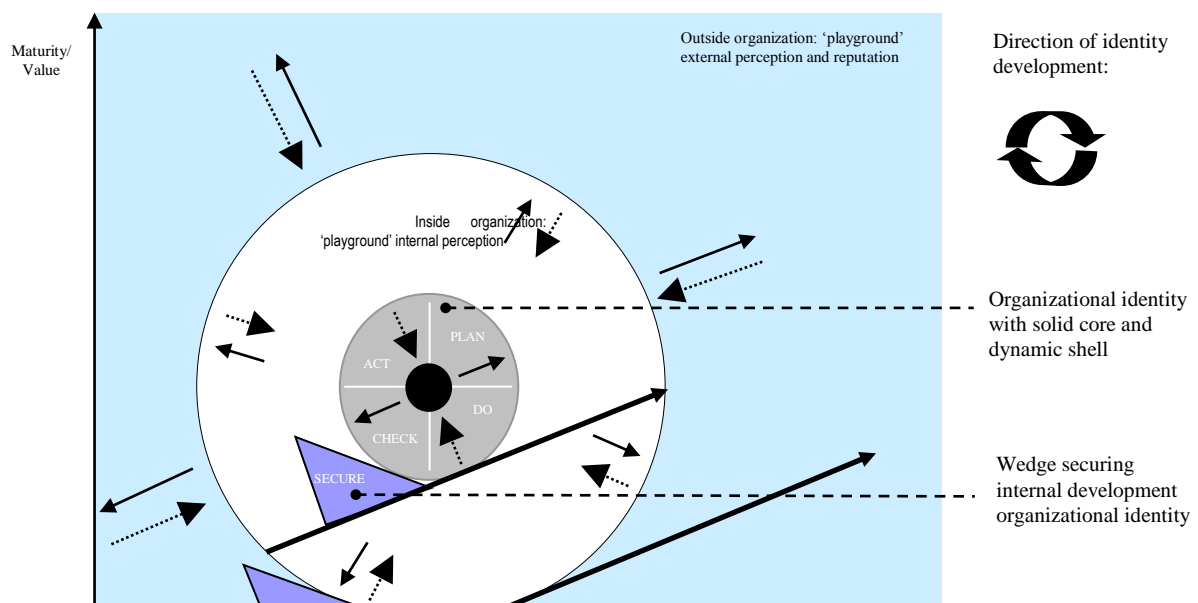 Maturity/
Value
Outside organization: ‘playground’
external perception and reputation
Direction of identity
development:
Inside organization:
‘playground’ internal perception
Organizational identity
with solid core and
dynamic shell
PLAN
ACT
DO
CHECK
SECURE
Wedge securing
internal development
organizational identity